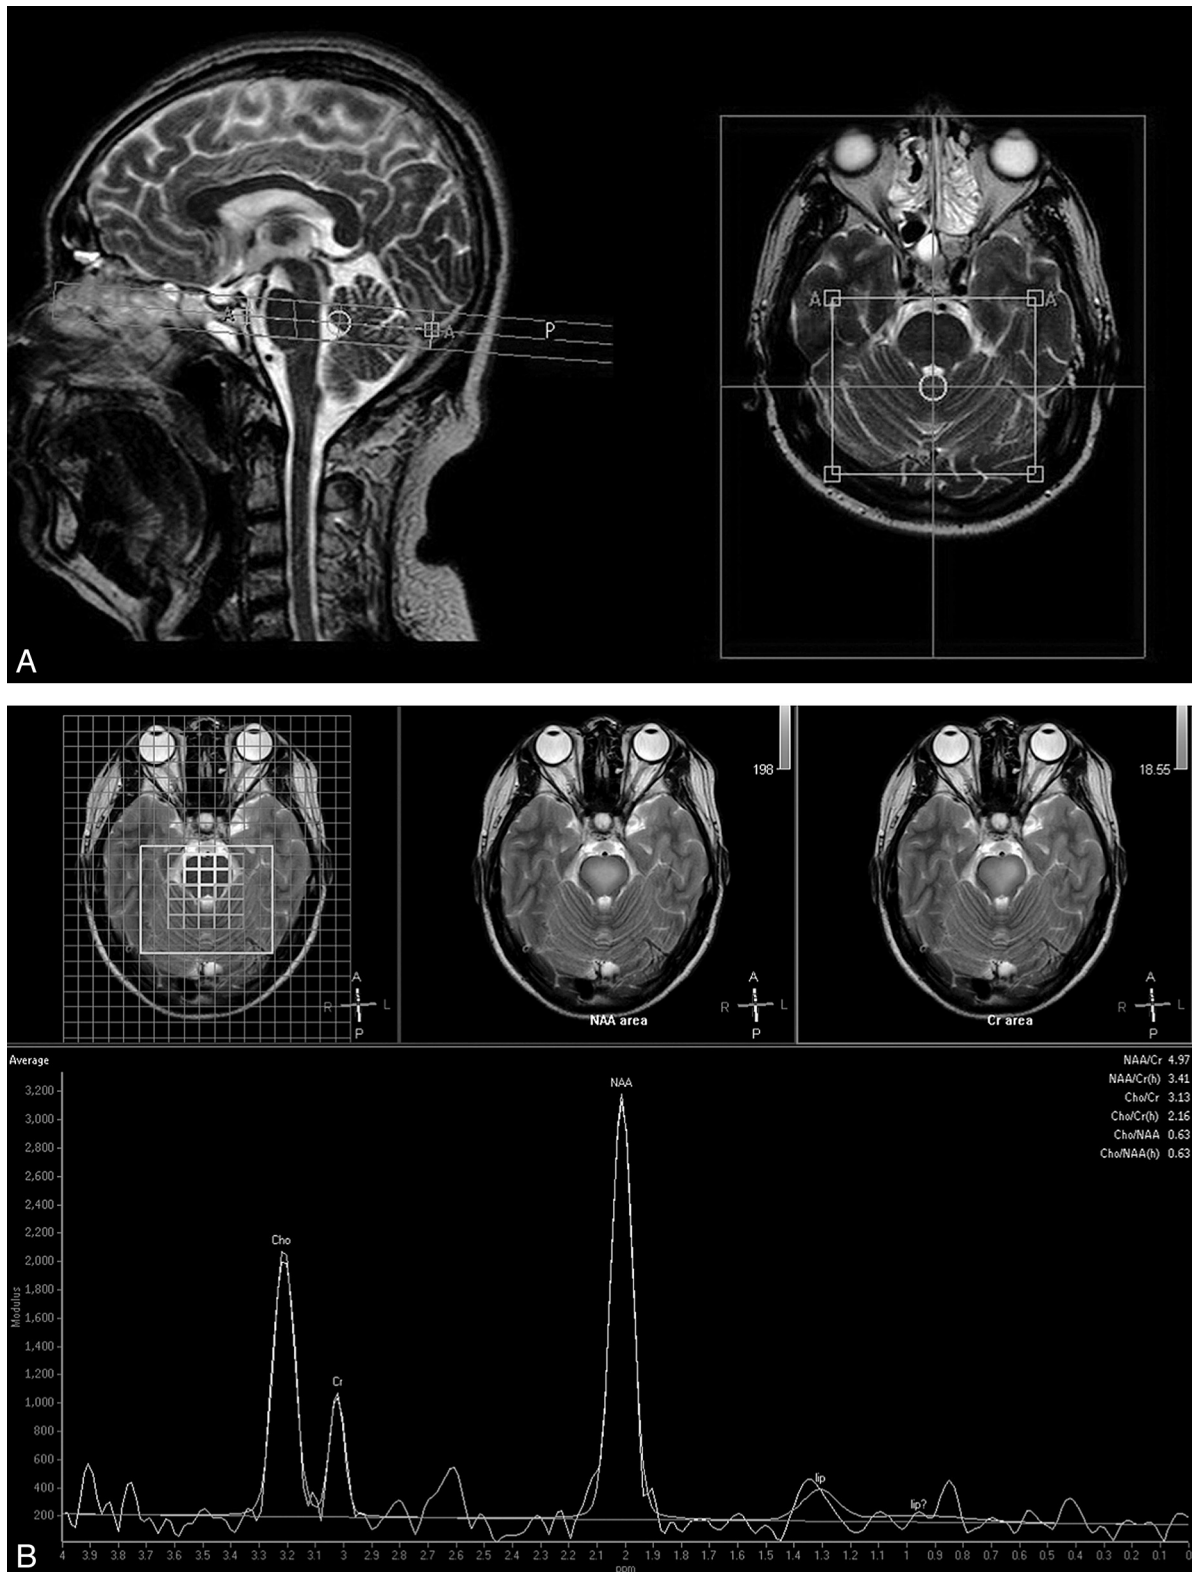 A
A
P
A
A
A
198
18.55
A
R
L
P
NAA area
A
R
L
P
Cr area
A
R
L
P
Average
NAA/Cr 4.97
NAA/Cr(h) 3.41
Cho/Cr 3.13
Cho/Cr(h) 2.16
Cho/NAA 0.63
Cho/NAA(h) 0.63
NAA
Cho
Cr
lip
lip?
3,200
3,000
2,800
2,600
2,400
2,200
2,000
1,800
1,600
1,400
1,200
1,000
800
600
400
200
Modulus
4 3.9 3.8 3.7 3.6 3.5 3.4 3.3 3.2 3.1 3 2.9 2.8 2.7 2.6 2.5 2.4 2.3 2.2 2.1 2 1.9 1.8 1.7 1.6 1.5 1.4 1.3 1.2 1.1 1 0.9 0.8 0.7 0.6 0.5 0.4 0.3 0.2 0.1 0
ppm
B